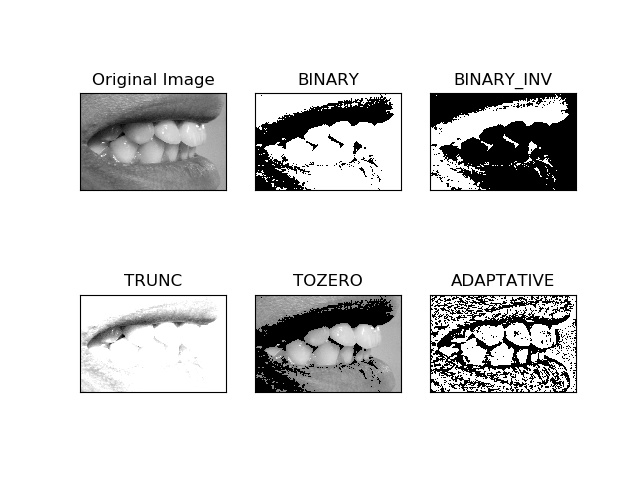 Original Image
BINARY
BINARY_INV
TRUNC
TOZERO
ADAPTATIVE